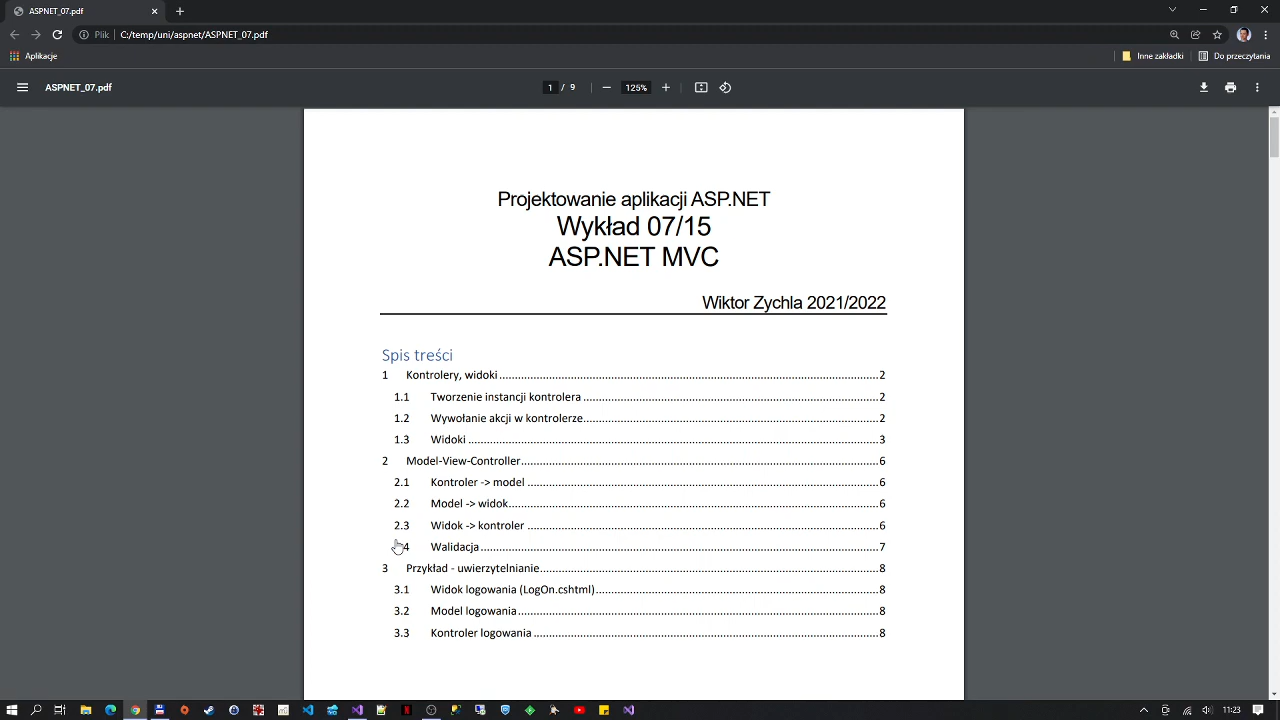 ASPNET_07.pdf
Plik
C:/temp/uni/aspnet/ASPNET_07.pdf
Aplikacje
Inne zakładki
Do przeczytania
ASPNET_07.pdf
1 / 9
125%
Projektowanie aplikacji ASP.NET
Wykład 07/15
ASP.NET MVC
Wiktor Zychla 2021/2022
Spis treści
1 Kontrolery, widoki 2
1.1 Tworzenie instancji kontrolera 2
1.2 Wywołanie akcji w kontrolerze 2
1.3 Widoki 3
2 Model-View-Controller 6
2.1 Kontroler -> model 6
2.2 Model -> widok 6
2.3 Widok -> kontroler 6
4 Walidacja 7
3 Przykład - uwierzytelnianie 8
3.1 Widok logowania (LogOn.cshtml) 8
3.2 Model logowania 8
3.3 Kontroler logowania 8
11:23